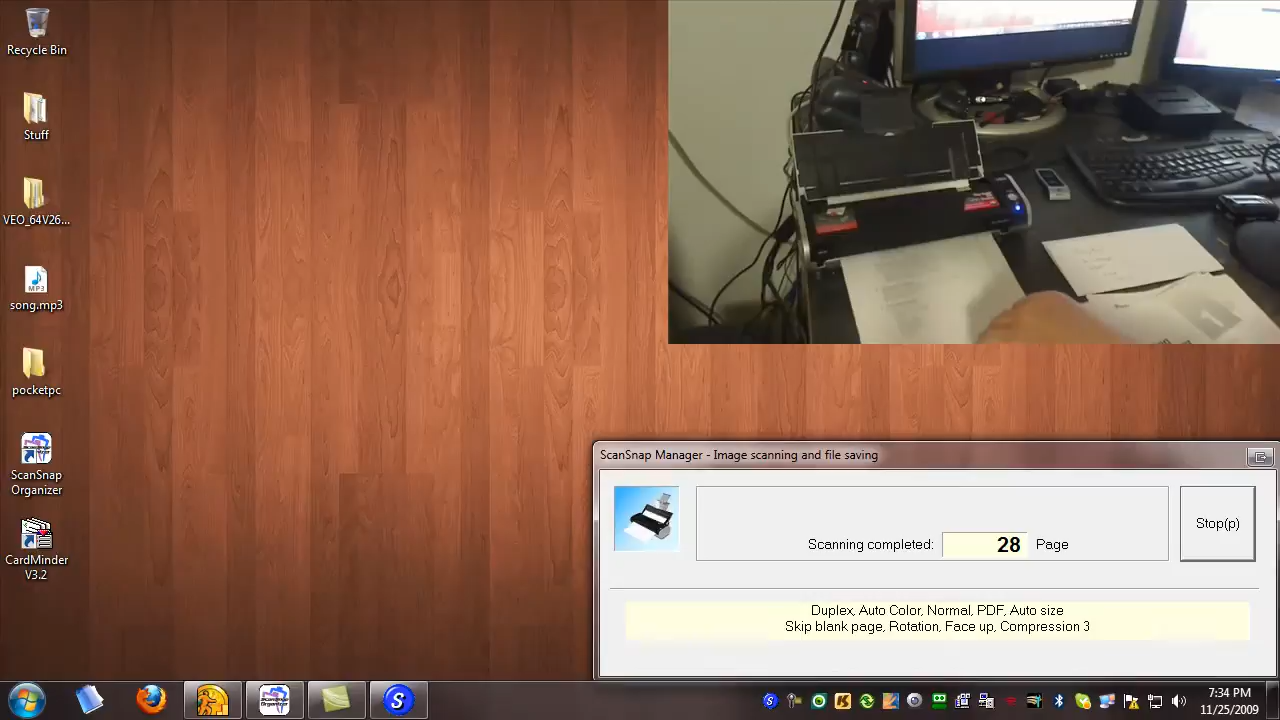 Recycle Bin
Stuff
VEO_64V26...
MP3
song.mp3
pocketpc
ScanSnap
Organizer
CardMinder
V3.2
ScanSnap Manager - Image scanning and file saving
Scanning completed: 28 Page
Stop(p)
Duplex, Auto Color, Normal, PDF, Auto size
Skip blank page, Rotation, Face up, Compression 3
7:34 PM
11/25/2009